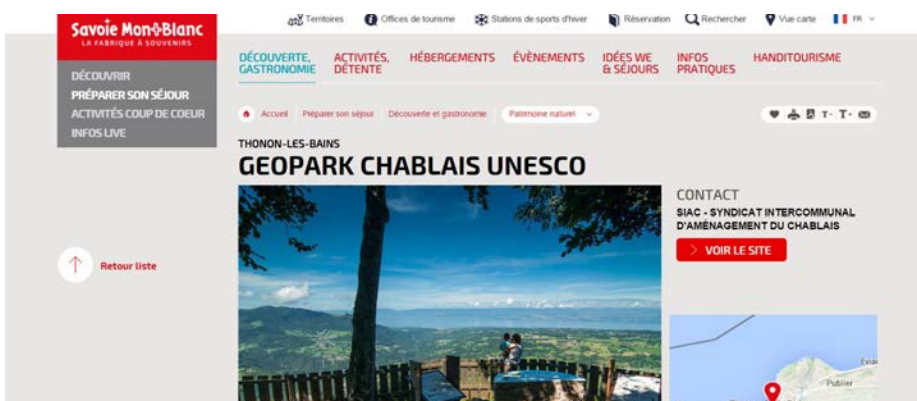 Savoie Mont Blanc
LA FABRIQUE À SOUVENIRS
Territoires
Offices de tourisme
Stations de sports d'hiver
Réservation
Rechercher
Vue carte
FR
DÉCOUVRIR
PRÉPARER SON SÉJOUR
ACTIVITÉS COUP DE COEUR
INFOS LIVE
DÉCOUVERTE,
GASTRONOMIE
ACTIVITÉS,
DÉTENTE
HÉBERGEMENTS
ÉVÈNEMENTS
IDÉES WE
& SÉJOURS
INFOS
PRATIQUES
HANDITOURISME
Accueil
Préparer son séjour
Découverte et gastronomie
Patrimoine naturel
T-
T+
THONON-LES-BAINS
GEOPARK CHABLAIS UNESCO
Retour liste
CONTACT
SIAC - SYNDICAT INTERCOMMUNAL
D'AMÉNAGEMENT DU CHABLAIS
> VOIR LE SITE
Publier